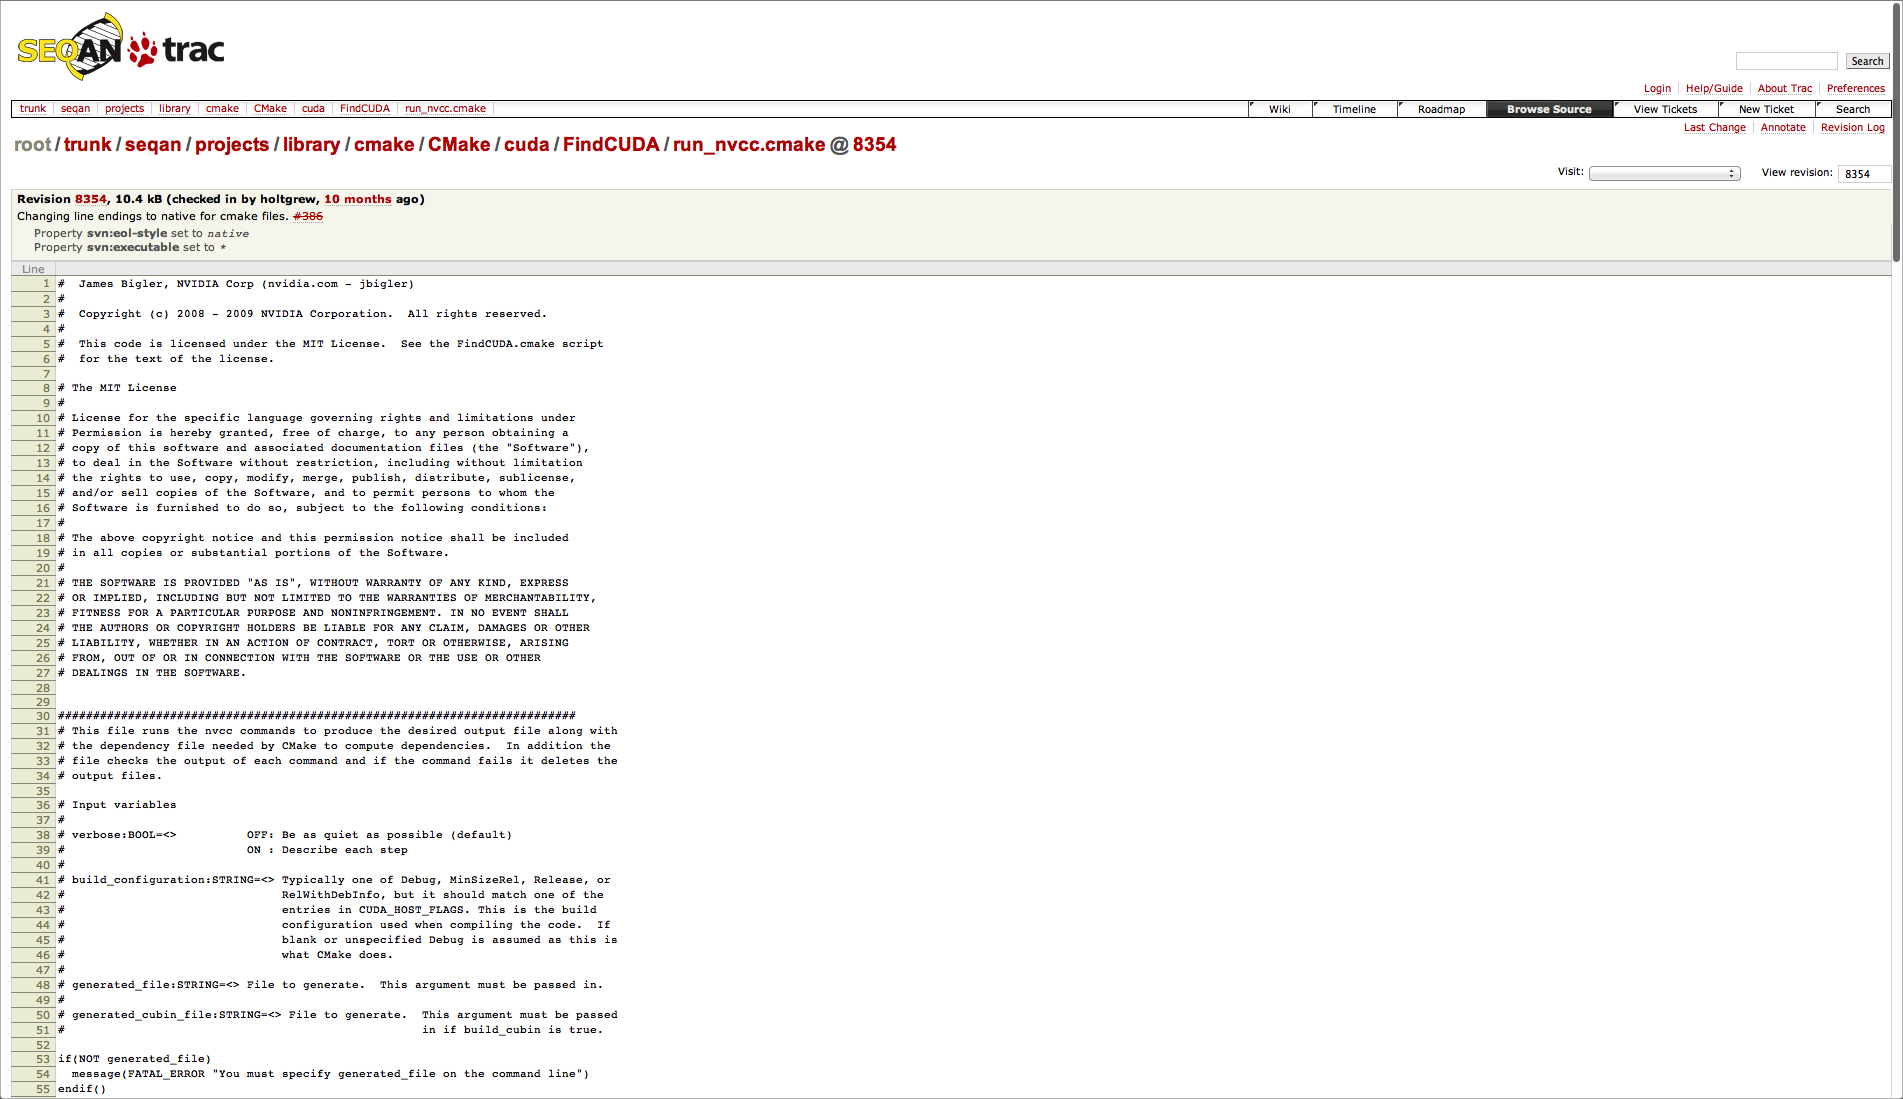 SEQAN trac
Search
Login Help/Guide About Trac Preferences
trunk seqan projects library cmake CMake cuda FindCUDA run_nvcc.cmake Wiki Timeline Roadmap Browse Source View Tickets New Ticket Search
Last Change Annotate Revision Log
root / trunk / seqan / projects / library / cmake / CMake / cuda / FindCUDA / run_nvcc.cmake @ 8354
Visit: View revision: 8354
Revision 8354, 10.4 kB (checked in by holtgrew, 10 months ago)
Changing line endings to native for cmake files. #386
Property svn:eol-style set to native
Property svn:executable set to *
Line
1 #  James Bigler, NVIDIA Corp (nvidia.com - jbigler)
2 #
3 #  Copyright (c) 2008 - 2009 NVIDIA Corporation.  All rights reserved.
4 #
5 #  This code is licensed under the MIT License.  See the FindCUDA.cmake script
6 #  for the text of the license.
7
8 # The MIT License
9 #
10 # License for the specific language governing rights and limitations under
11 # Permission is hereby granted, free of charge, to any person obtaining a
12 # copy of this software and associated documentation files (the "Software"),
13 # to deal in the Software without restriction, including without limitation
14 # the rights to use, copy, modify, merge, publish, distribute, sublicense,
15 # and/or sell copies of the Software, and to permit persons to whom the
16 # Software is furnished to do so, subject to the following conditions:
17 #
18 # The above copyright notice and this permission notice shall be included
19 # in all copies or substantial portions of the Software.
20 #
21 # THE SOFTWARE IS PROVIDED "AS IS", WITHOUT WARRANTY OF ANY KIND, EXPRESS
22 # OR IMPLIED, INCLUDING BUT NOT LIMITED TO THE WARRANTIES OF MERCHANTABILITY,
23 # FITNESS FOR A PARTICULAR PURPOSE AND NONINFRINGEMENT. IN NO EVENT SHALL
24 # THE AUTHORS OR COPYRIGHT HOLDERS BE LIABLE FOR ANY CLAIM, DAMAGES OR OTHER
25 # LIABILITY, WHETHER IN AN ACTION OF CONTRACT, TORT OR OTHERWISE, ARISING
26 # FROM, OUT OF OR IN CONNECTION WITH THE SOFTWARE OR THE USE OR OTHER
27 # DEALINGS IN THE SOFTWARE.
28
29
30 ##########################################################################
31 # This file runs the nvcc commands to produce the desired output file along with
32 # the dependency file needed by CMake to compute dependencies.  In addition the
33 # file checks the output of each command and if the command fails it deletes the
34 # output files.
35
36 # Input variables
37 #
38 # verbose:BOOL=<>          OFF: Be as quiet as possible (default)
39 #                          ON : Describe each step
40 #
41 # build_configuration:STRING=<> Typically one of Debug, MinSizeRel, Release, or
42 #                               RelWithDebInfo, but it should match one of the
43 #                               entries in CUDA_HOST_FLAGS. This is the build
44 #                               configuration used when compiling the code.  If
45 #                               blank or unspecified Debug is assumed as this is
46 #                               what CMake does.
47 #
48 # generated_file:STRING=<> File to generate.  This argument must be passed in.
49 #
50 # generated_cubin_file:STRING=<> File to generate.  This argument must be passed
51 #                                                   in if build_cubin is true.
52
53 if(NOT generated_file)
54   message(FATAL_ERROR "You must specify generated_file on the command line")
55 endif()